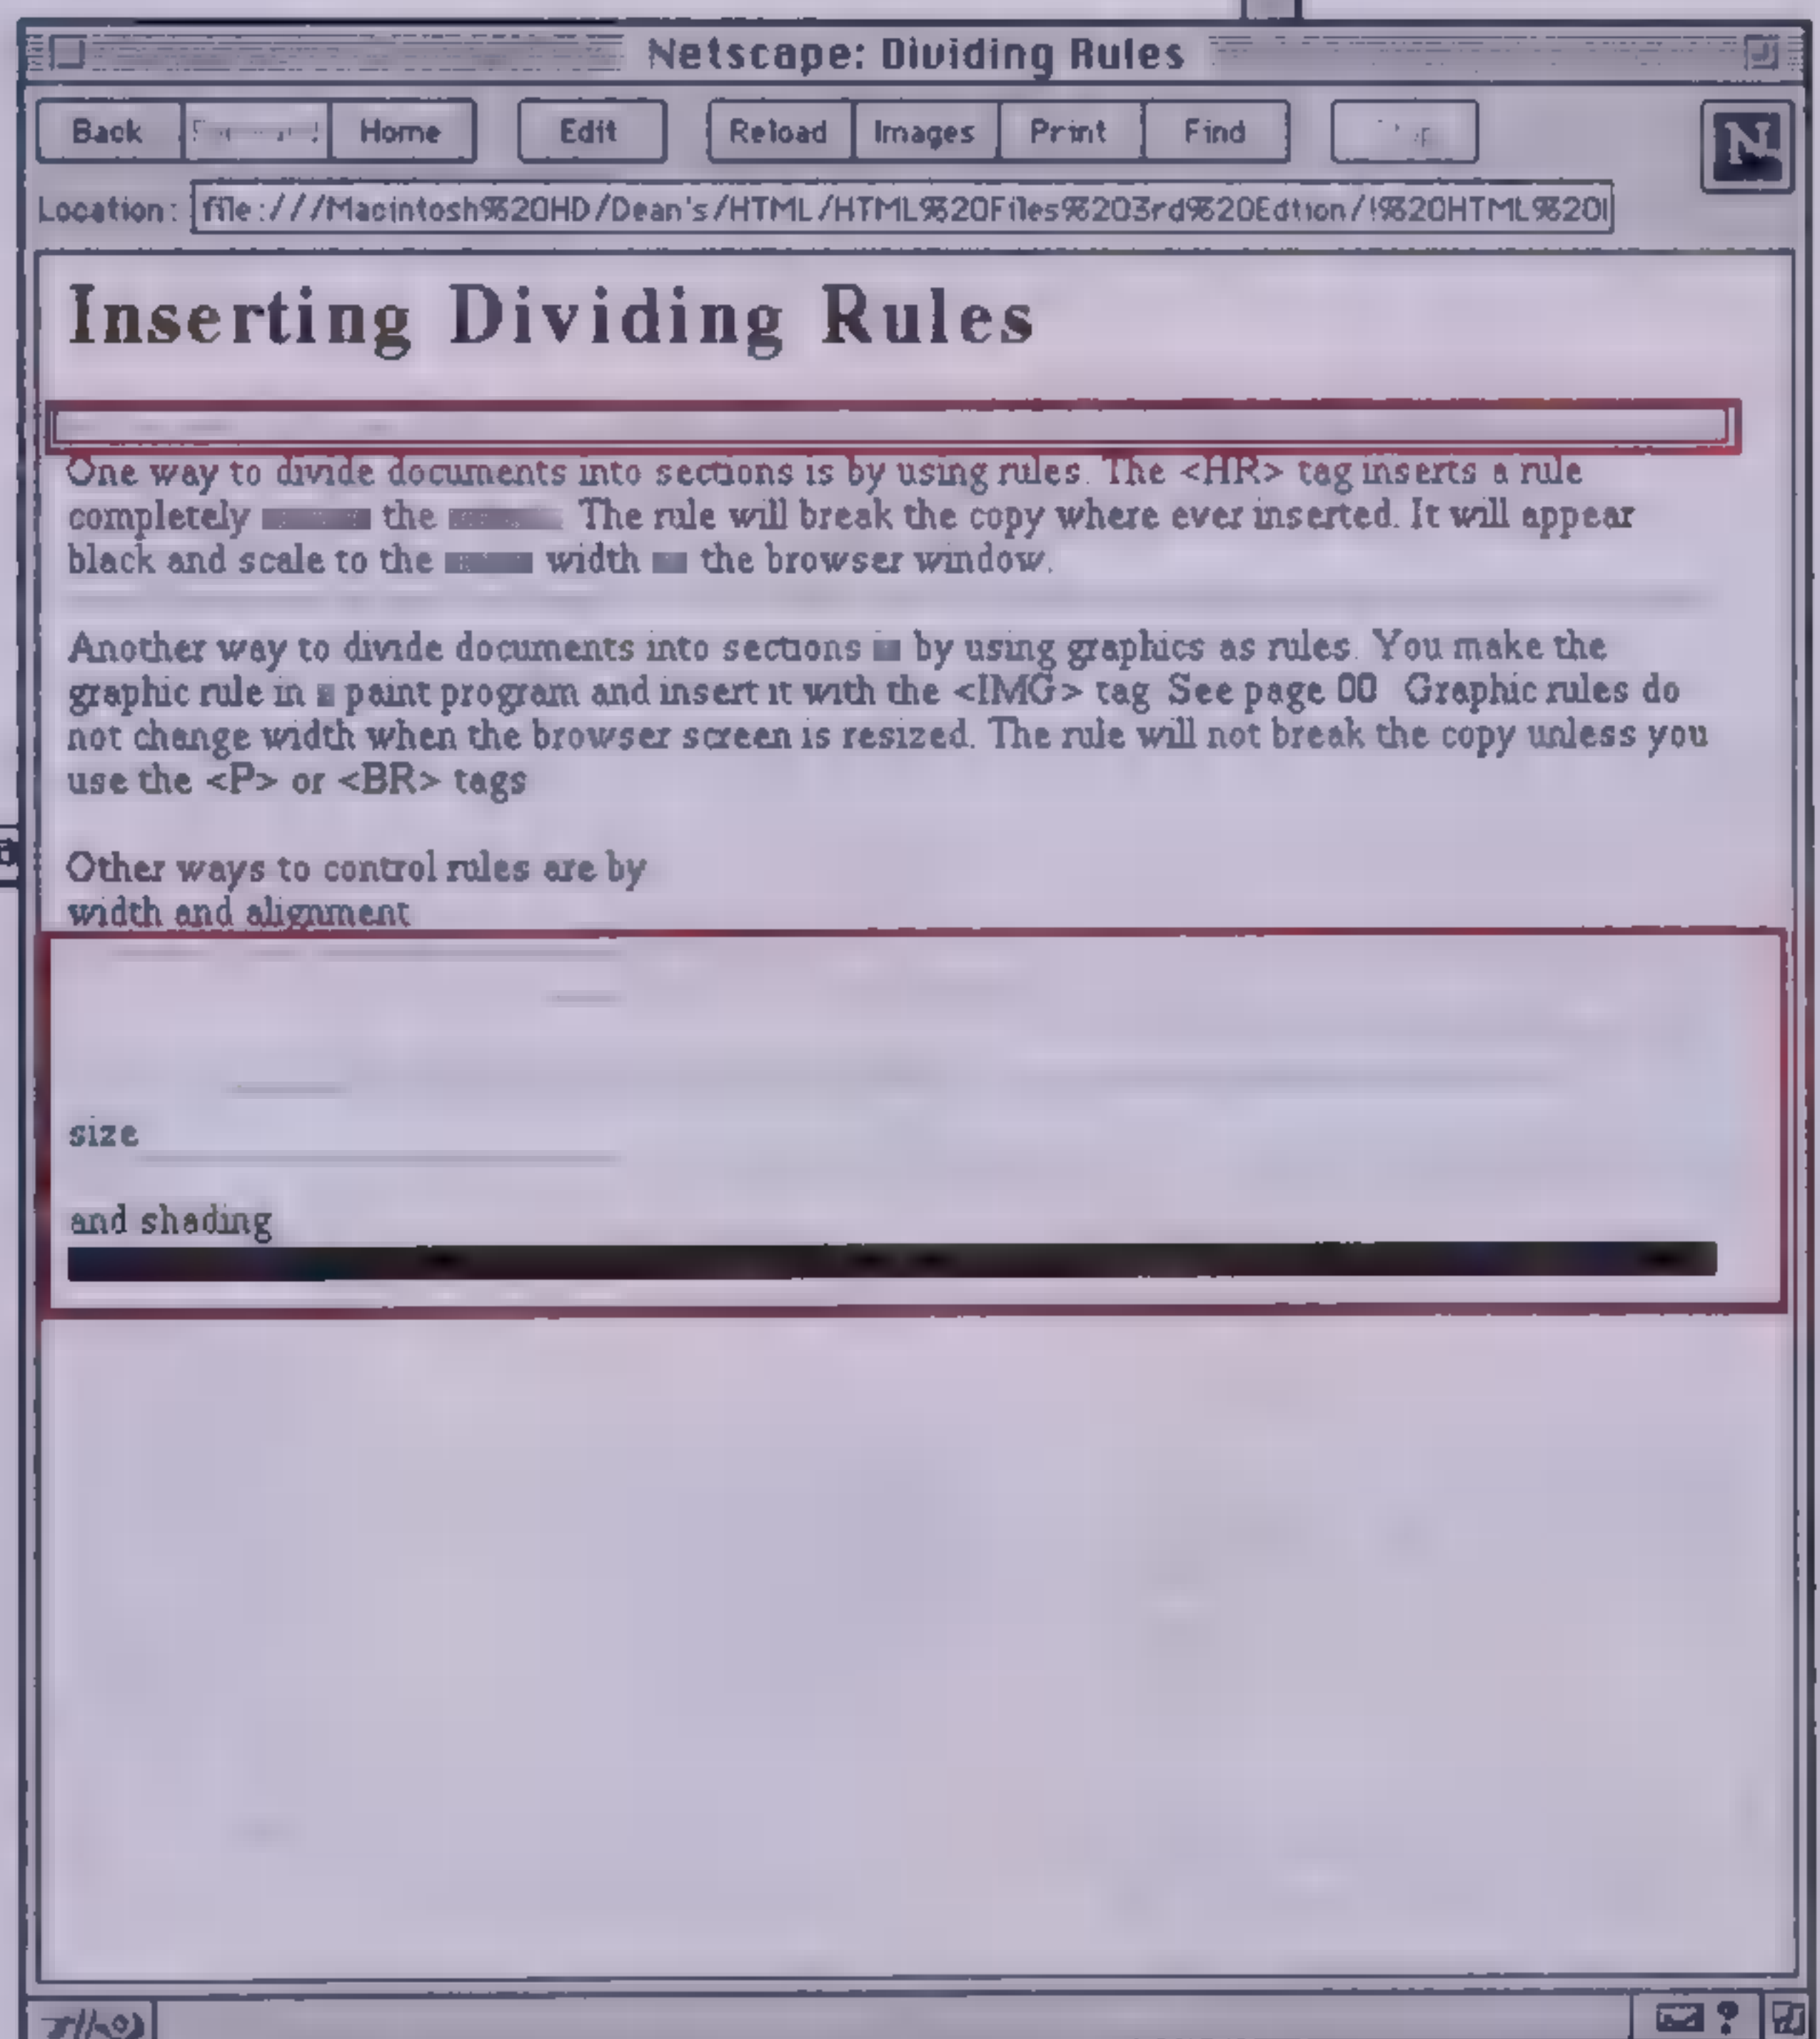 Netscape: Dividing Rules
Back Home Edit Reload Images Print Find
N
Location: file:///Macintosh%20HD/Dean's/HTML/HTML%20Files%203rd%20Edtion/!%20HTML%20
Inserting Dividing Rules
One way to divide documents into sections is by using rules. The <HR> tag inserts a rule
completely the The rule will break the copy where ever inserted. It will appear
black and scale to the width the browser window.
Another way to divide documents into sections by using graphics as rules. You make the
graphic rule in paint program and insert it with the <IMG> tag See page 00 Graphic rules do
not change width when the browser screen is resized. The rule will not break the copy unless you
use the <P> or <BR> tags
Other ways to control rules are by
width and alignment
size
and shading